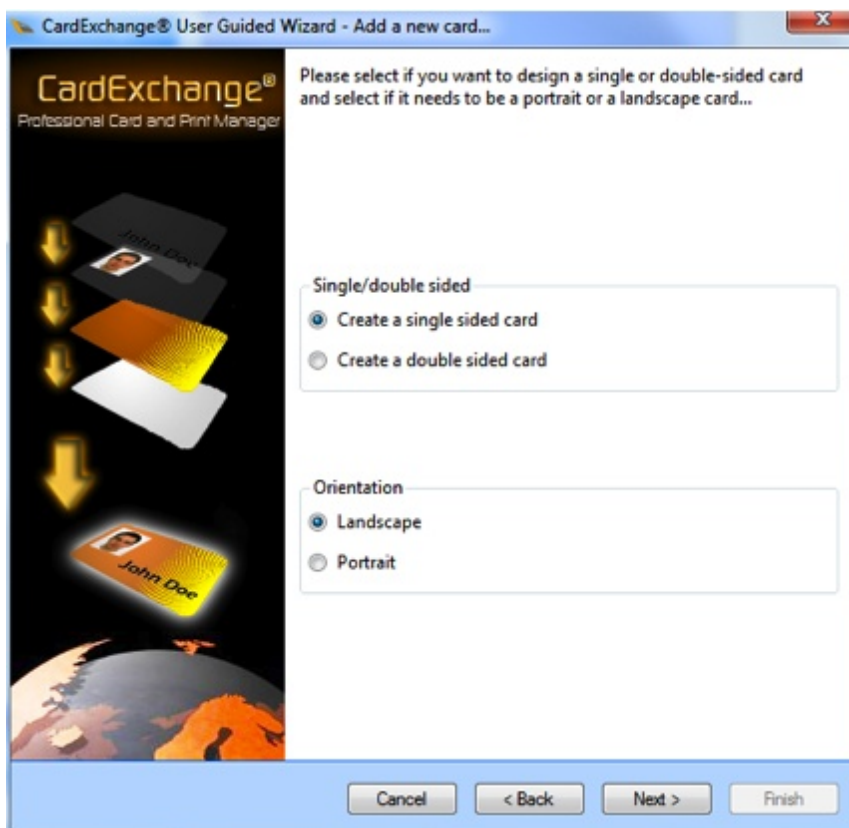 CardExchange® User Guided Wizard - Add a new card...
CardExchange®
Professional Card and Print Manager
Please select if you want to design a single or double-sided card
and select if it needs to be a portrait or a landscape card...
John Doe
Single/double sided
Create a single sided card
Create a double sided card
Orientation
Landscape
Portrait
John Doe
Cancel
< Back
Next >
Finish